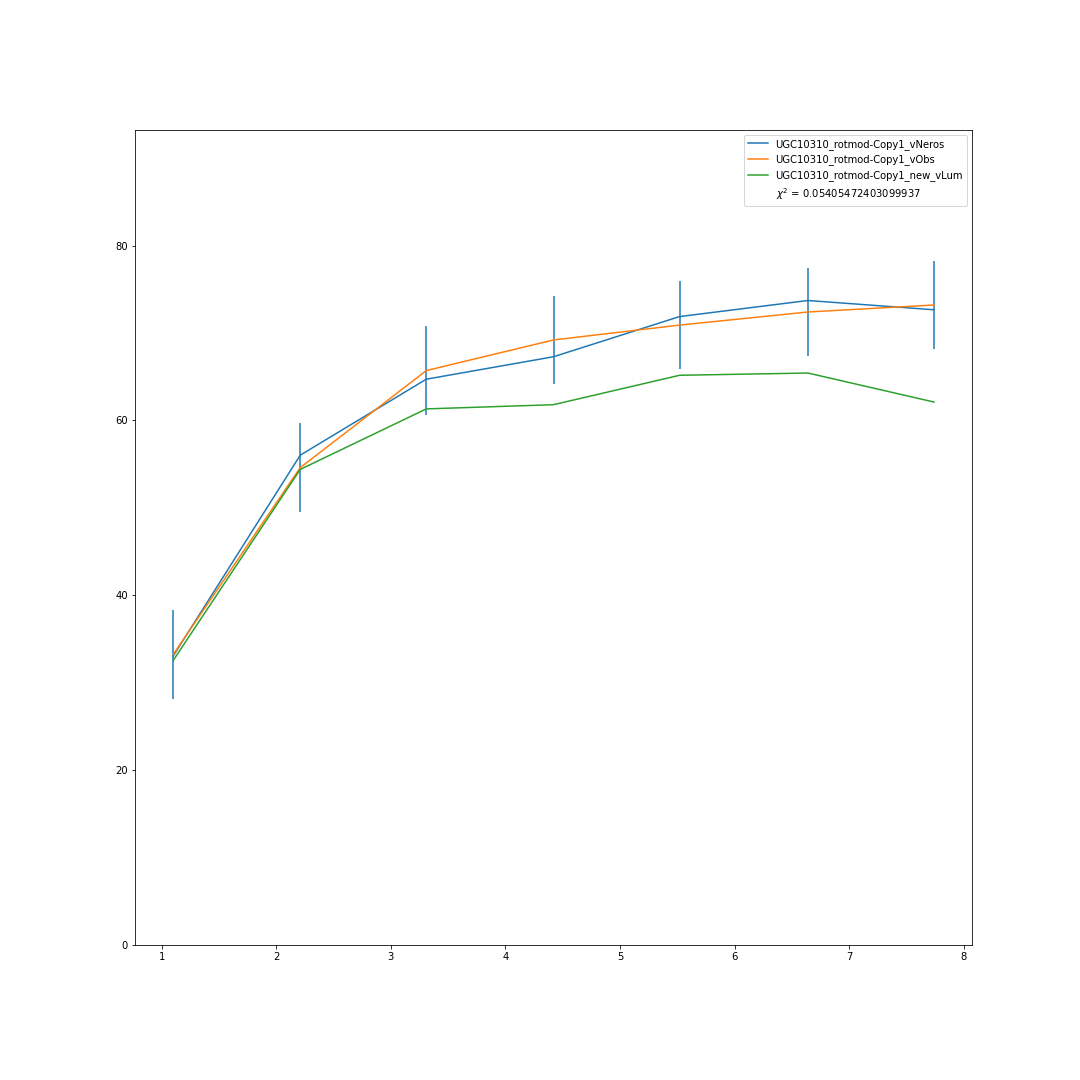 UGC10310_rotmod-Copy1_vNeros
UGC10310_rotmod-Copy1_vObs
UGC10310_rotmod-Copy1_new_vLum
χ² = 0.05405472403099937
80
60
40
20
0
1 2 3 4 5 6 7 8